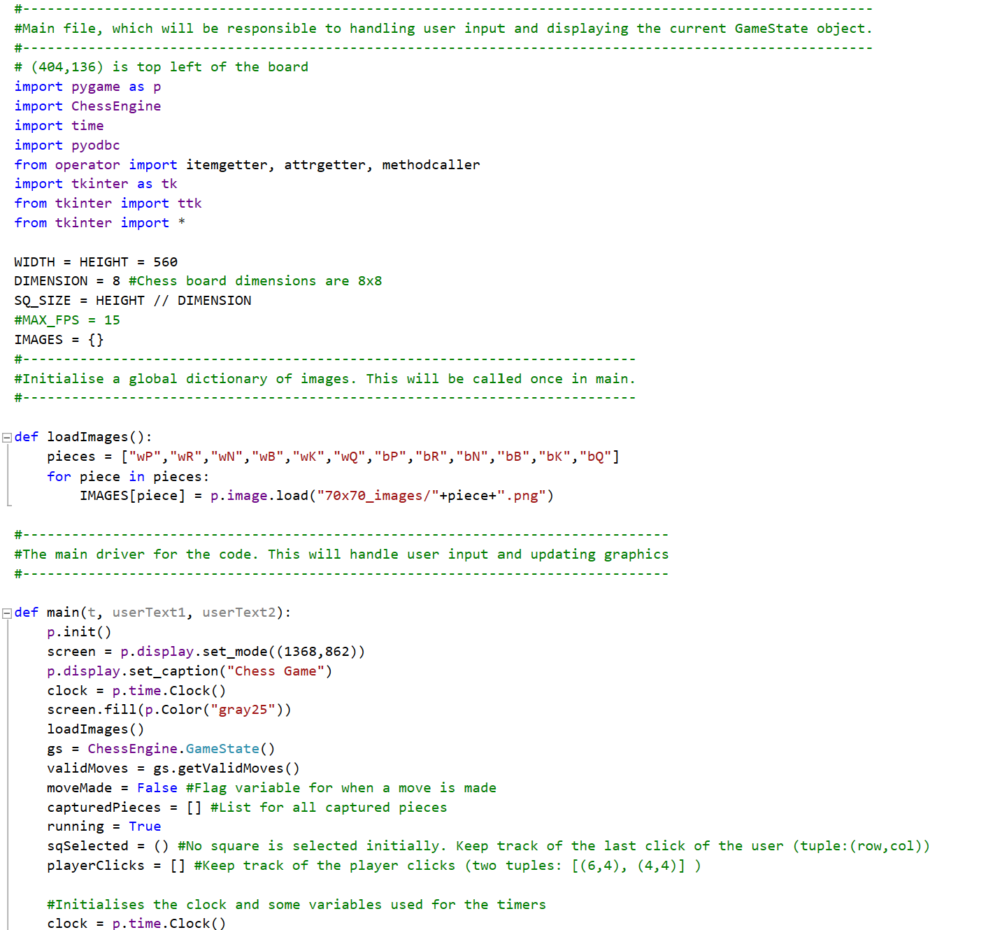 #--------------------------------------------------------------------------------------------------------
#Main file, which will be responsible to handling user input and displaying the current GameState object.
#--------------------------------------------------------------------------------------------------------
# (404,136) is top left of the board
import pygame as p
import ChessEngine
import time
import pyodbc
from operator import itemgetter, attrgetter, methodcaller
import tkinter as tk
from tkinter import ttk
from tkinter import *

WIDTH = HEIGHT = 560
DIMENSION = 8 #Chess board dimensions are 8x8
SQ_SIZE = HEIGHT // DIMENSION
#MAX_FPS = 15
IMAGES = {}
#---------------------------------------------------------------------------
#Initialise a global dictionary of images. This will be called once in main.
#---------------------------------------------------------------------------

def loadImages():
    pieces = ["wP","wR","wN","wB","wK","wQ","bP","bR","bN","bB","bK","bQ"]
    for piece in pieces:
        IMAGES[piece] = p.image.load("70x70_images/"+piece+".png")

#-------------------------------------------------------------------------------
#The main driver for the code. This will handle user input and updating graphics
#-------------------------------------------------------------------------------

def main(t, userText1, userText2):
    p.init()
    screen = p.display.set_mode((1368,862))
    p.display.set_caption("Chess Game")
    clock = p.time.Clock()
    screen.fill(p.Color("gray25"))
    loadImages()
    gs = ChessEngine.GameState()
    validMoves = gs.getValidMoves()
    moveMade = False #Flag variable for when a move is made
    capturedPieces = [] #List for all captured pieces
    running = True
    sqSelected = () #No square is selected initially. Keep track of the last click of the user (tuple:(row,col))
    playerClicks = [] #Keep track of the player clicks (two tuples: [(6,4), (4,4)] )

    #Initialises the clock and some variables used for the timers
    clock = p.time.Clock()